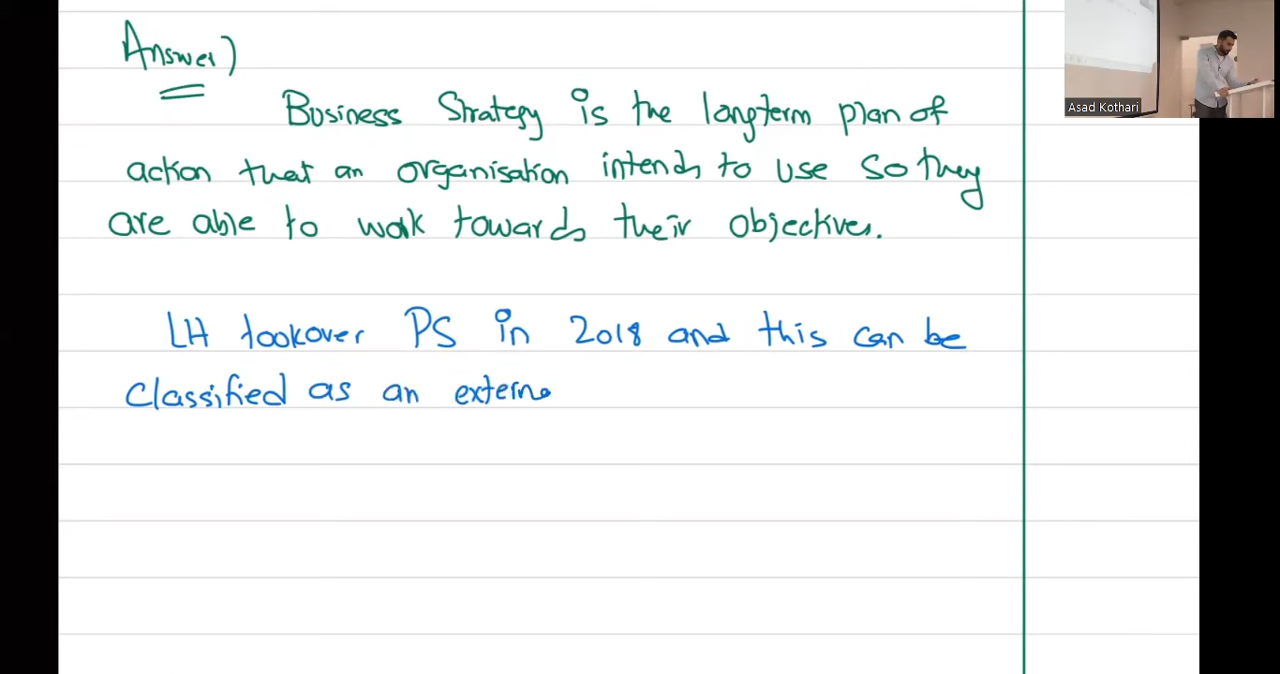 Answer)
Business Strategy is the longterm plan of
action that an organisation intends to use so they
are able to work towards their objectives.
LH tookover PS in 2018 and this can be
classified as an externa
Asad Kothari